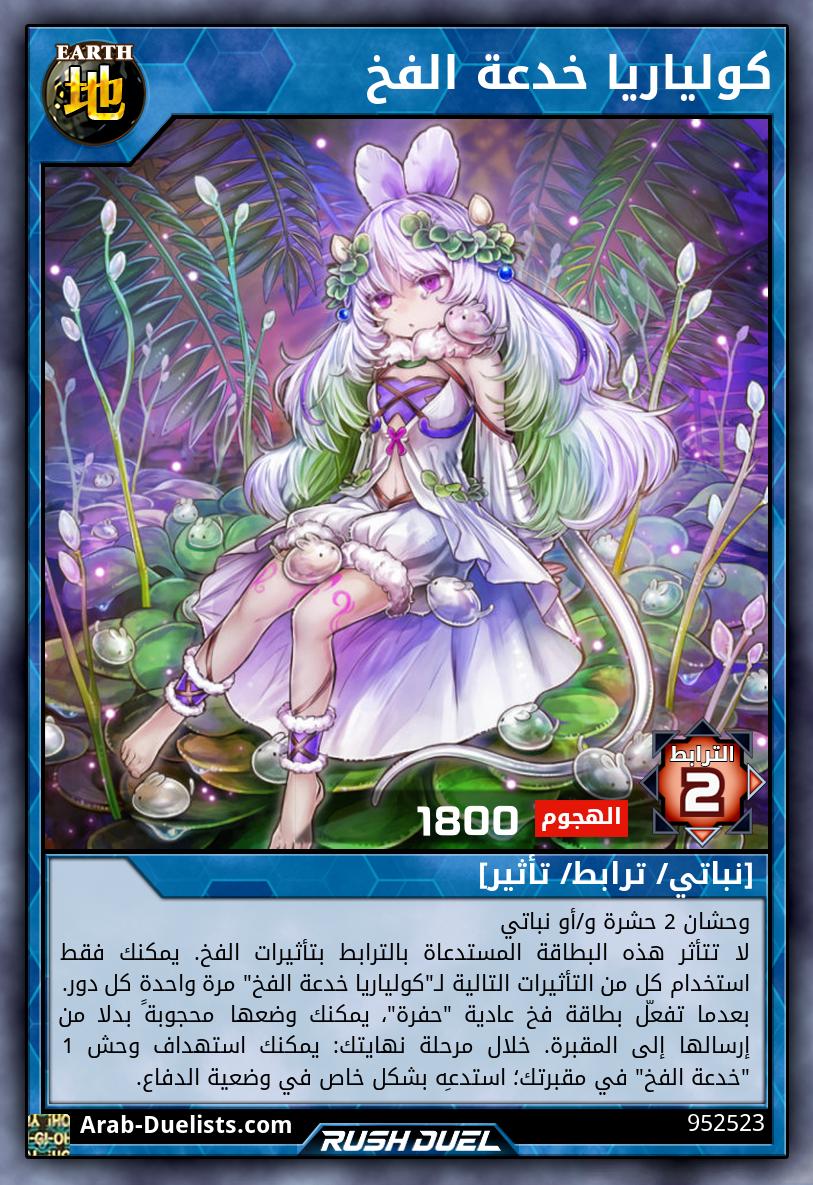 EARTH
地
كولياريا خدعة الفخ
الترابط
2
الهجوم 1800
[نباتي/ ترابط/ تأثير]
وحشان 2 حشرة و/أو نباتي
لا تتأثر هذه البطاقة المستدعاة بالترابط بتأثيرات الفخ. يمكنك فقط
استخدام كل من التأثيرات التالية لـ"كولياريا خدعة الفخ" مرة واحدة كل دور.
بعدما تفعلّ بطاقة فخ عادية "حفرة"، يمكنك وضعها محجوبة ً بدلا من
إرسالها إلى المقبرة. خلال مرحلة نهايتك: يمكنك استهداف وحش 1
"خدعة الفخ" في مقبرتك؛ استدعِه بشكل خاص في وضعية الدفاع.
Arab-Duelists.com
RUSH DUEL
952523